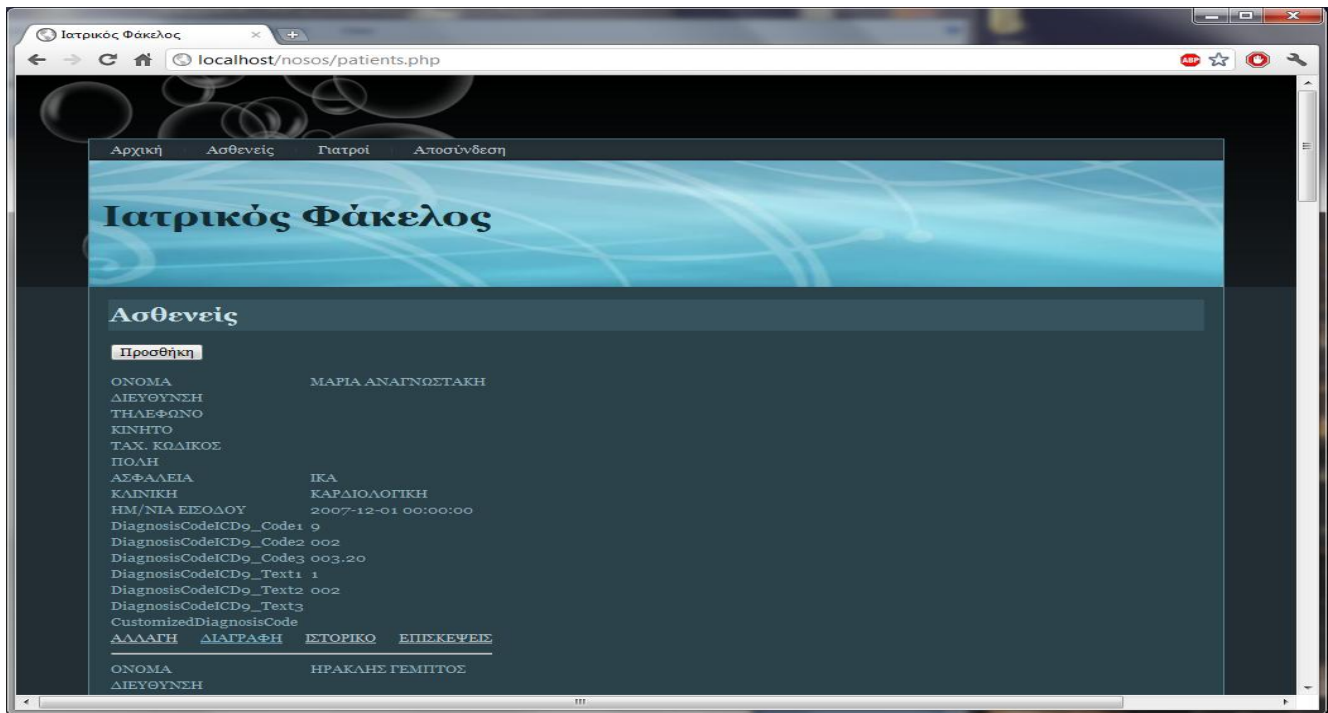 Ιατρικός Φάκελος
localhost/nosos/patients.php
ABP
Αρχική Ασθενείς Γιατροί Αποσύνδεση
Ιατρικός Φάκελος
Ασθενείς
Προσθήκη
ΟΝΟΜΑ ΜΑΡΙΑ ΑΝΑΓΝΩΣΤΑΚΗ
ΔΙΕΥΘΥΝΣΗ
ΤΗΛΕΦΩΝΟ
ΚΙΝΗΤΟ
ΤΑΧ. ΚΩΔΙΚΟΣ
ΠΟΛΗ
ΑΣΦΑΛΕΙΑ ΙΚΑ
ΚΛΙΝΙΚΗ ΚΑΡΔΙΟΛΟΓΙΚΗ
ΗΜ/ΝΙΑ ΕΙΣΟΔΟΥ 2007-12-01 00:00:00
DiagnosisCodeICD9_Code1 9
DiagnosisCodeICD9_Code2 002
DiagnosisCodeICD9_Code3 003.20
DiagnosisCodeICD9_Text1 1
DiagnosisCodeICD9_Text2 002
DiagnosisCodeICD9_Text3
CustomizedDiagnosisCode
ΑΛΛΑΓΗ ΔΙΑΓΡΑΦΗ ΙΣΤΟΡΙΚΟ ΕΠΙΣΚΕΨΕΙΣ
ΟΝΟΜΑ ΗΡΑΚΛΗΣ ΓΕΜΠΤΟΣ
ΔΙΕΥΘΥΝΣΗ